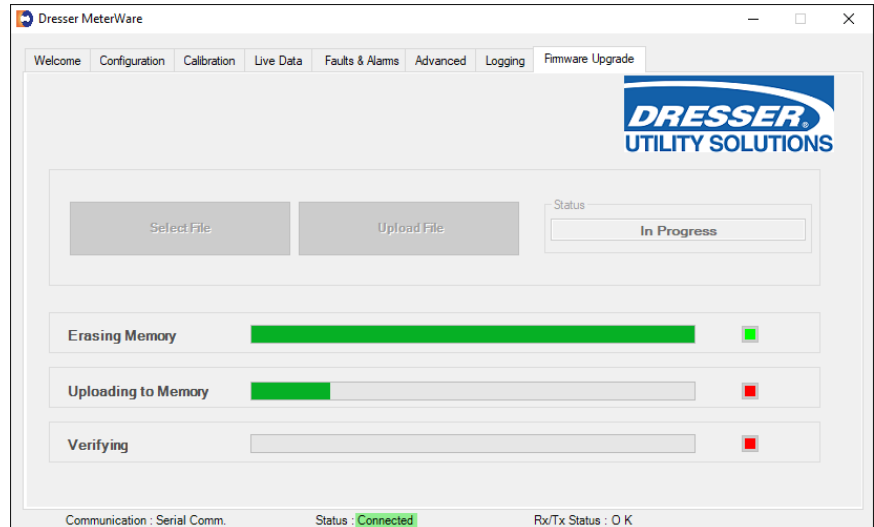 Dresser MeterWare
Welcome Configuration Calibration Live Data Faults & Alarms Advanced Logging Firmware Upgrade
DRESSER®
UTILITY SOLUTIONS
Select File Upload File
Status
In Progress
Erasing Memory
Uploading to Memory
Verifying
Communication : Serial Comm. Status : Connected Rx/Tx Status : O K